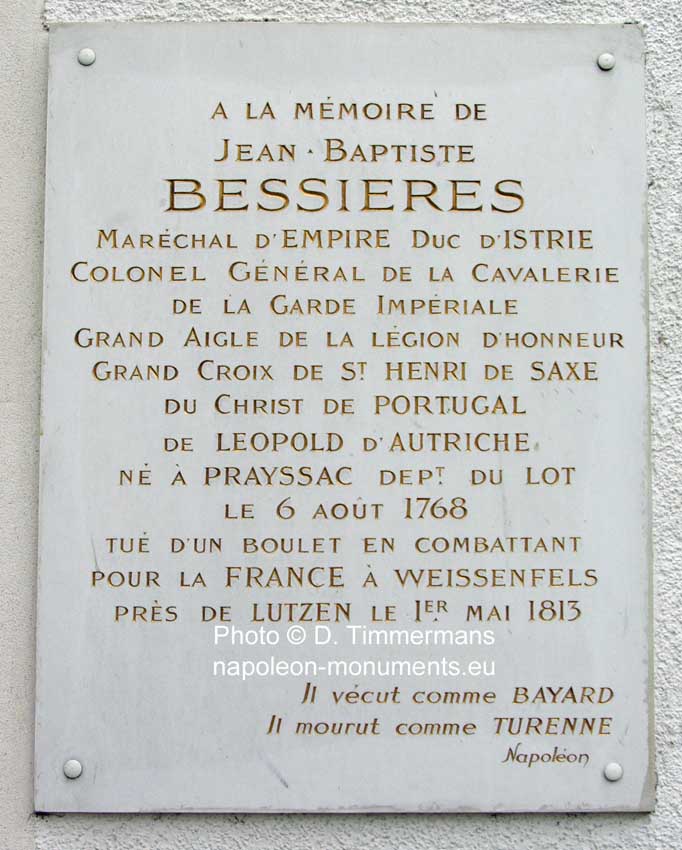 A LA MÉMOIRE DE
JEAN-BAPTISTE
BESSIERES
MARÉCHAL D'EMPIRE DUC D'ISTRIE
COLONEL GÉNÉRAL DE LA CAVALERIE
DE LA GARDE IMPÉRIALE
GRAND AIGLE DE LA LÉGION D'HONNEUR
GRAND CROIX DE ST HENRI DE SAXE
DU CHRIST DE PORTUGAL
DE LEOPOLD D'AUTRICHE
NÉ À PRAYSSAC DEPT DU LOT
LE 6 AOÛT 1768
TUÉ D'UN BOULET EN COMBATTANT
POUR LA FRANCE À WEISSENFELS
PRÈS DE LUTZEN LE 1ER MAI 1813
Photo © D. Timmermans
napoleon-monuments.eu
Il vécut comme BAYARD
Il mourut comme TURENNE
Napoléon